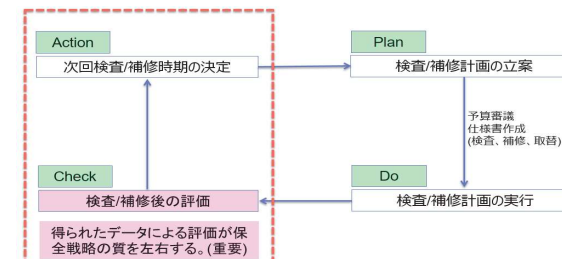 Action
次回検査/補修時期の決定
Plan
検査/補修計画の立案
予算審議
仕様書作成
(検査、補修、取替)
Check
検査/補修後の評価
Do
検査/補修計画の実行
得られたデータによる評価が保
全戦略の質を左右する。(重要)